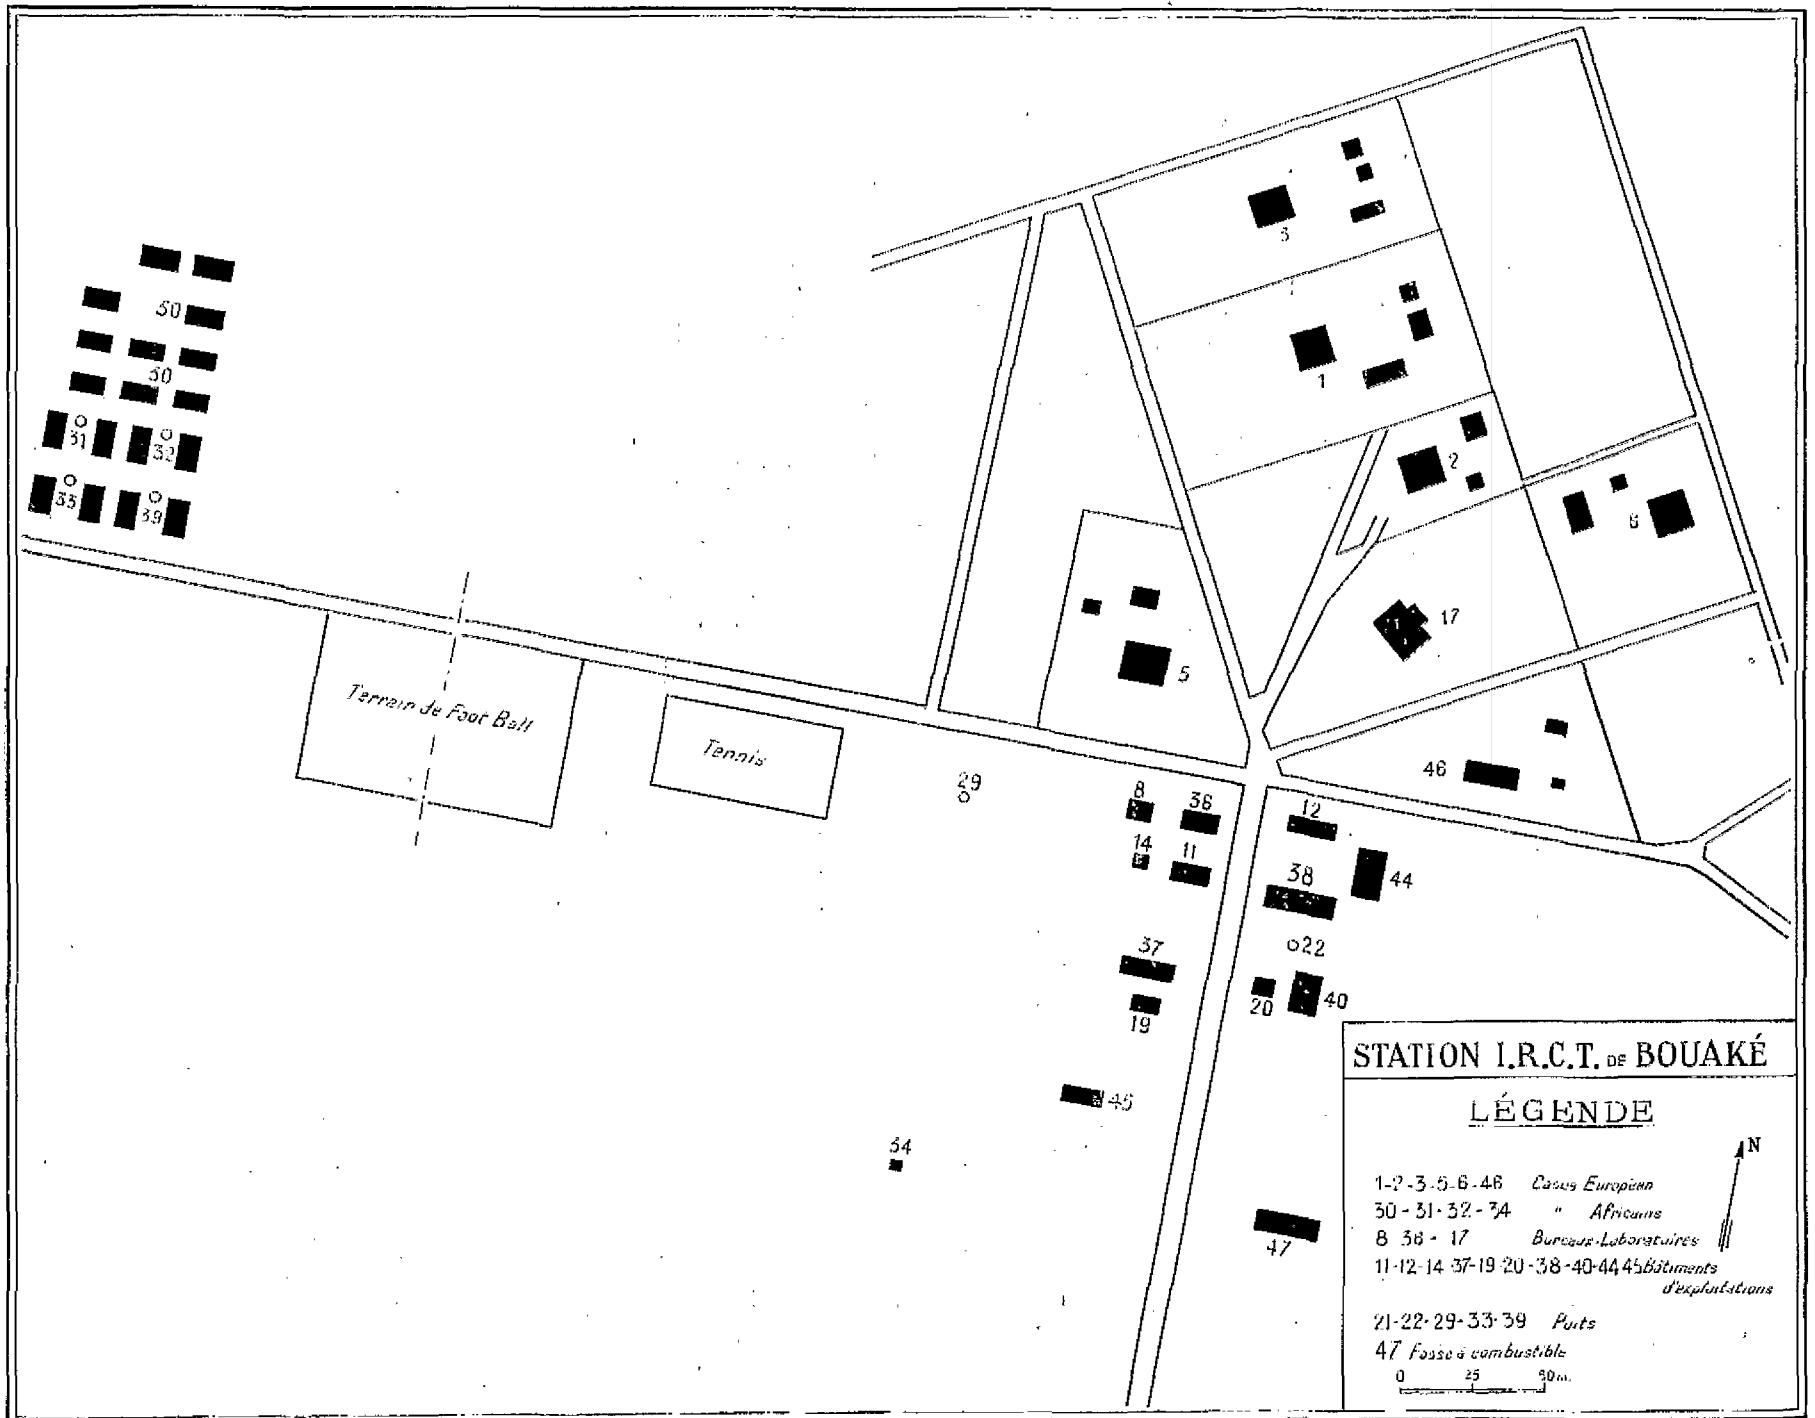 3
1
2
6
17
5
46
50
30
31
32
33
39
Terrain de Foot Ball
Tennis
29
8
36
12
14
11
38
44
22
37
19
20
40
45
34
47
STATION I.R.C.T. DE BOUAKÉ
LÉGENDE
N
1-2-3-5-6-46 Cases Européen
30-31-32-34 " Africains
8 36-17 Bureaux-Laboratoires
11-12-14 37-19 20-38-40-44 45 Bâtiments
d'exploitations
21-22-29-33-39 Puits
47 Fosse à combustible
0 25 50 m.